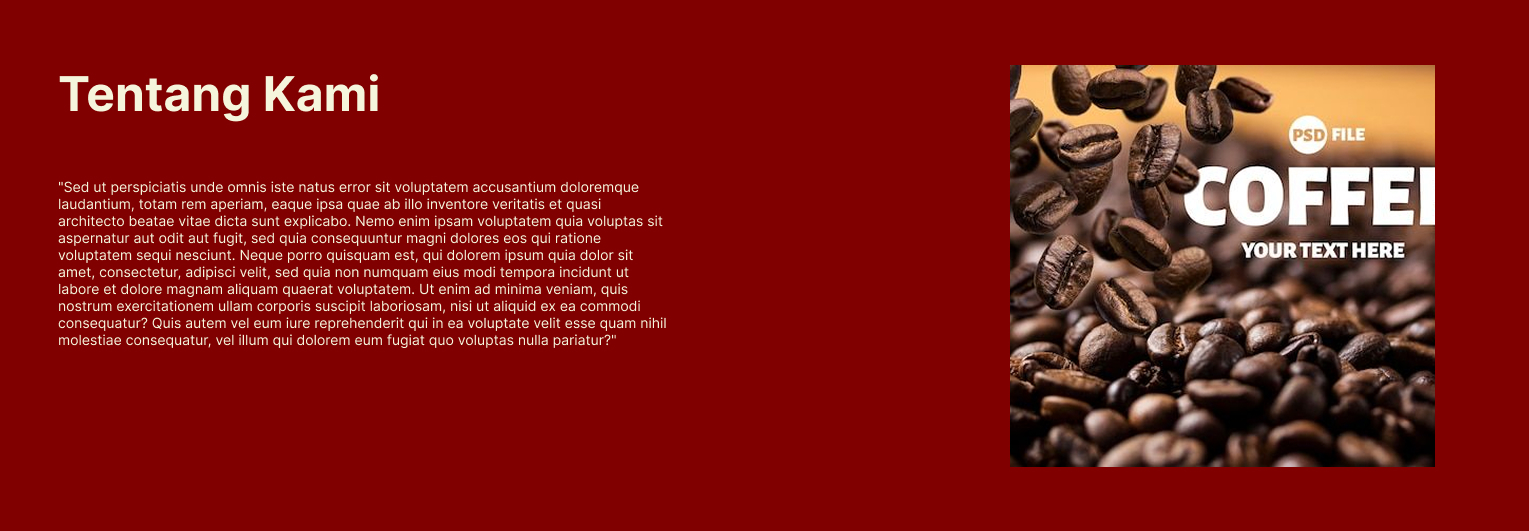 Tentang Kami
"Sed ut perspiciatis unde omnis iste natus error sit voluptatem accusantium doloremque
laudantium, totam rem aperiam, eaque ipsa quae ab illo inventore veritatis et quasi
architecto beatae vitae dicta sunt explicabo. Nemo enim ipsam voluptatem quia voluptas sit
aspernatur aut odit aut fugit, sed quia consequuntur magni dolores eos qui ratione
voluptatem sequi nesciunt. Neque porro quisquam est, qui dolorem ipsum quia dolor sit
amet, consectetur, adipisci velit, sed quia non numquam eius modi tempora incidunt ut
labore et dolore magnam aliquam quaerat voluptatem. Ut enim ad minima veniam, quis
nostrum exercitationem ullam corporis suscipit laboriosam, nisi ut aliquid ex ea commodi
consequatur? Quis autem vel eum iure reprehenderit qui in ea voluptate velit esse quam nihil
molestiae consequatur, vel illum qui dolorem eum fugiat quo voluptas nulla pariatur?"
PSD FILE
COFFE
YOUR TEXT HERE